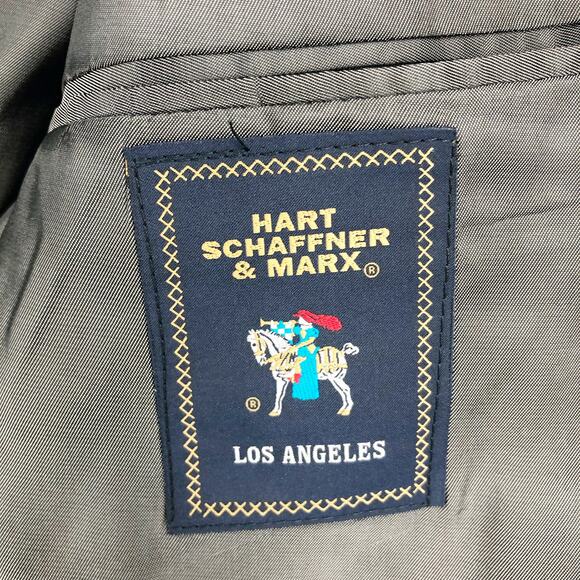 HART
SCHAFFNER
& MARX®
®
LOS ANGELES